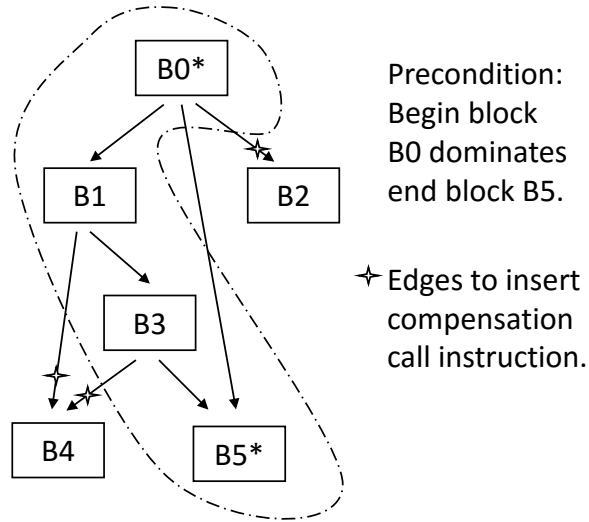 B0*
B1
B2
B3
B4
B5*
Precondition:
Begin block
B0 dominates
end block B5.
Edges to insert
compensation
call instruction.